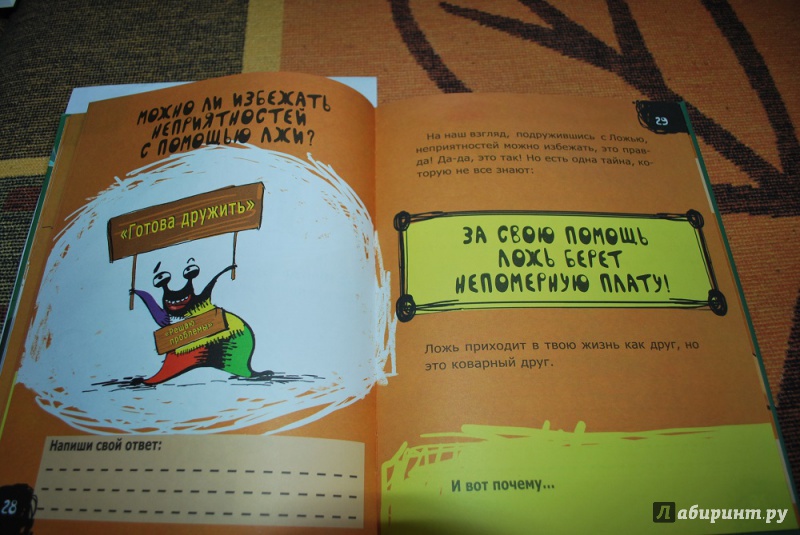 МОЖНО ЛИ ИЗБЕЖАТЬ
НЕПРИЯТНОСТЕЙ
С ПОМОЩЬЮ ЛЖИ?
«Готова дружить»
«Решаю
проблемы»
Напиши свой ответ:
28
29
На наш взгляд, подружившись с Ложью,
неприятностей можно избежать, это прав-
да! Да-да, это так! Но есть одна тайна, ко-
торую не все знают:
ЗА СВОЮ ПОМОЩЬ
ЛОЖЬ БЕРЕТ
НЕПОМЕРНУЮ ПЛАТУ!
Ложь приходит в твою жизнь как друг, но
это коварный друг.
И вот почему...
Лабиринт.ру